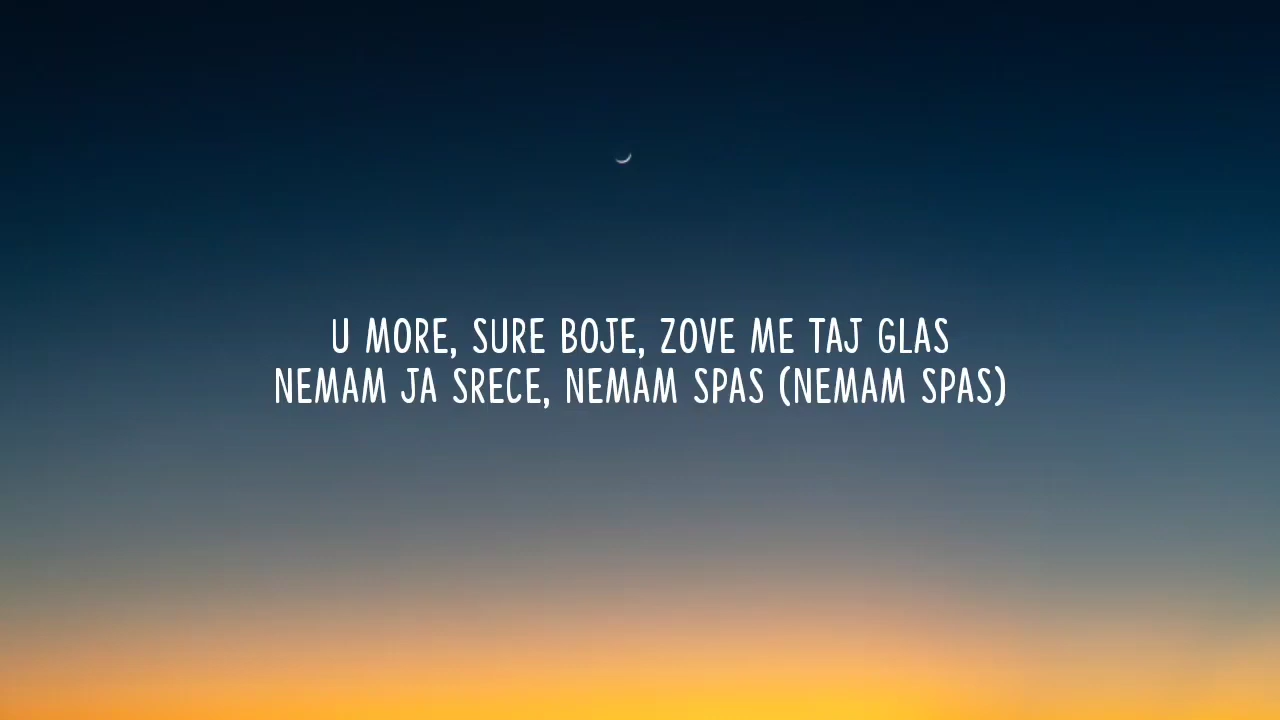 U MORE, SURE BOJE, ZOVE ME TAJ GLAS
NEMAM JA SRECE, NEMAM SPAS (NEMAM SPAS)